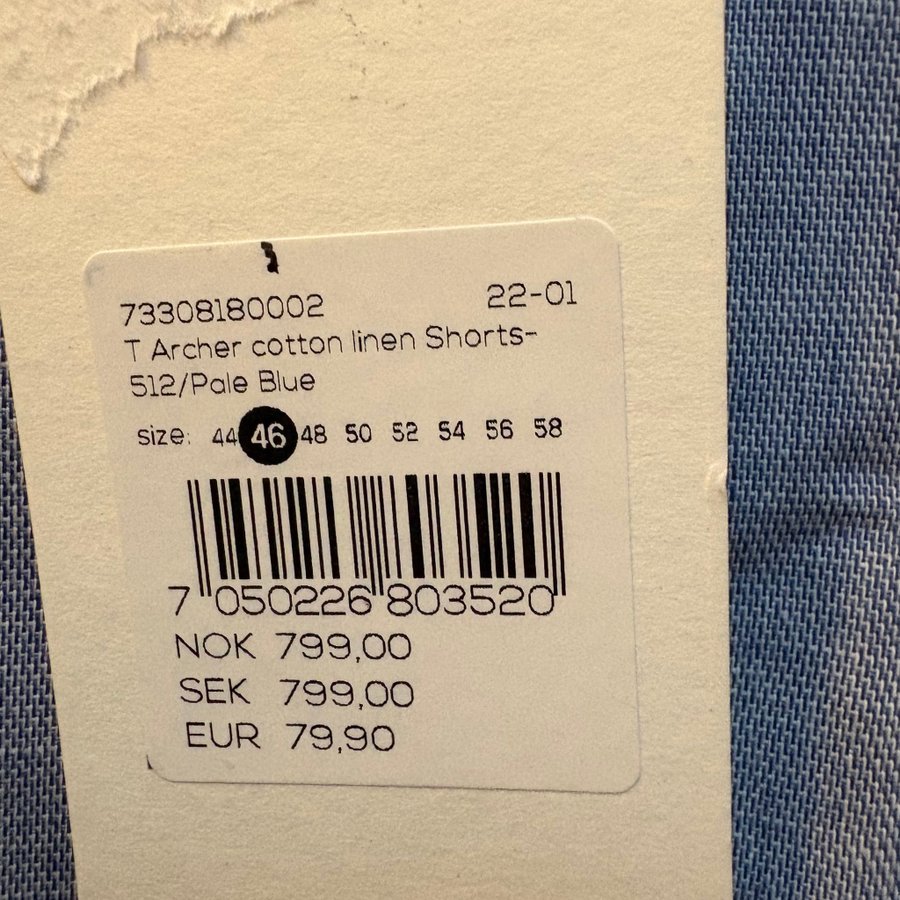 73308180002 22-01
T Archer cotton linen Shorts-
512/Pale Blue
size: 44 46 48 50 52 54 56 58
7 050226 803520
NOK 799,00
SEK 799,00
EUR 79,90